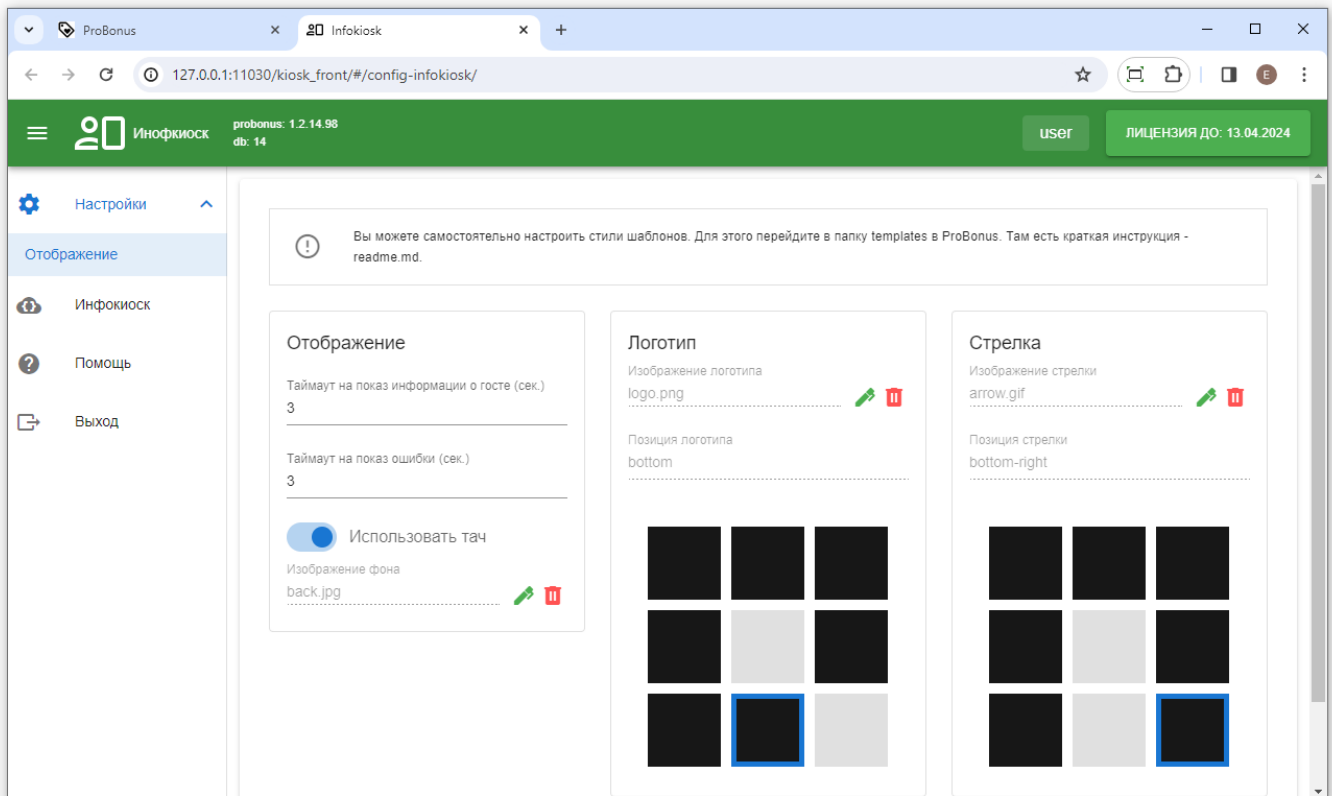 ProBonus
Infokiosk
127.0.0.1:11030/kiosk_front/#/config-infokiosk/
E
Инофкиоск
probonus: 1.2.14.98
db: 14
user
ЛИЦЕНЗИЯ ДО: 13.04.2024
Настройки
Отображение
Инфокиоск
Помощь
Выход
Вы можете самостоятельно настроить стили шаблонов. Для этого перейдите в папку templates в ProBonus. Там есть краткая инструкция -
readme.md.
Отображение
Таймаут на показ информации о госте (сек.)
3
Таймаут на показ ошибки (сек.)
3
Использовать тач
Изображение фона
back.jpg
Логотип
Изображение логотипа
logo.png
Позиция логотипа
bottom
Стрелка
Изображение стрелки
arrow.gif
Позиция стрелки
bottom-right